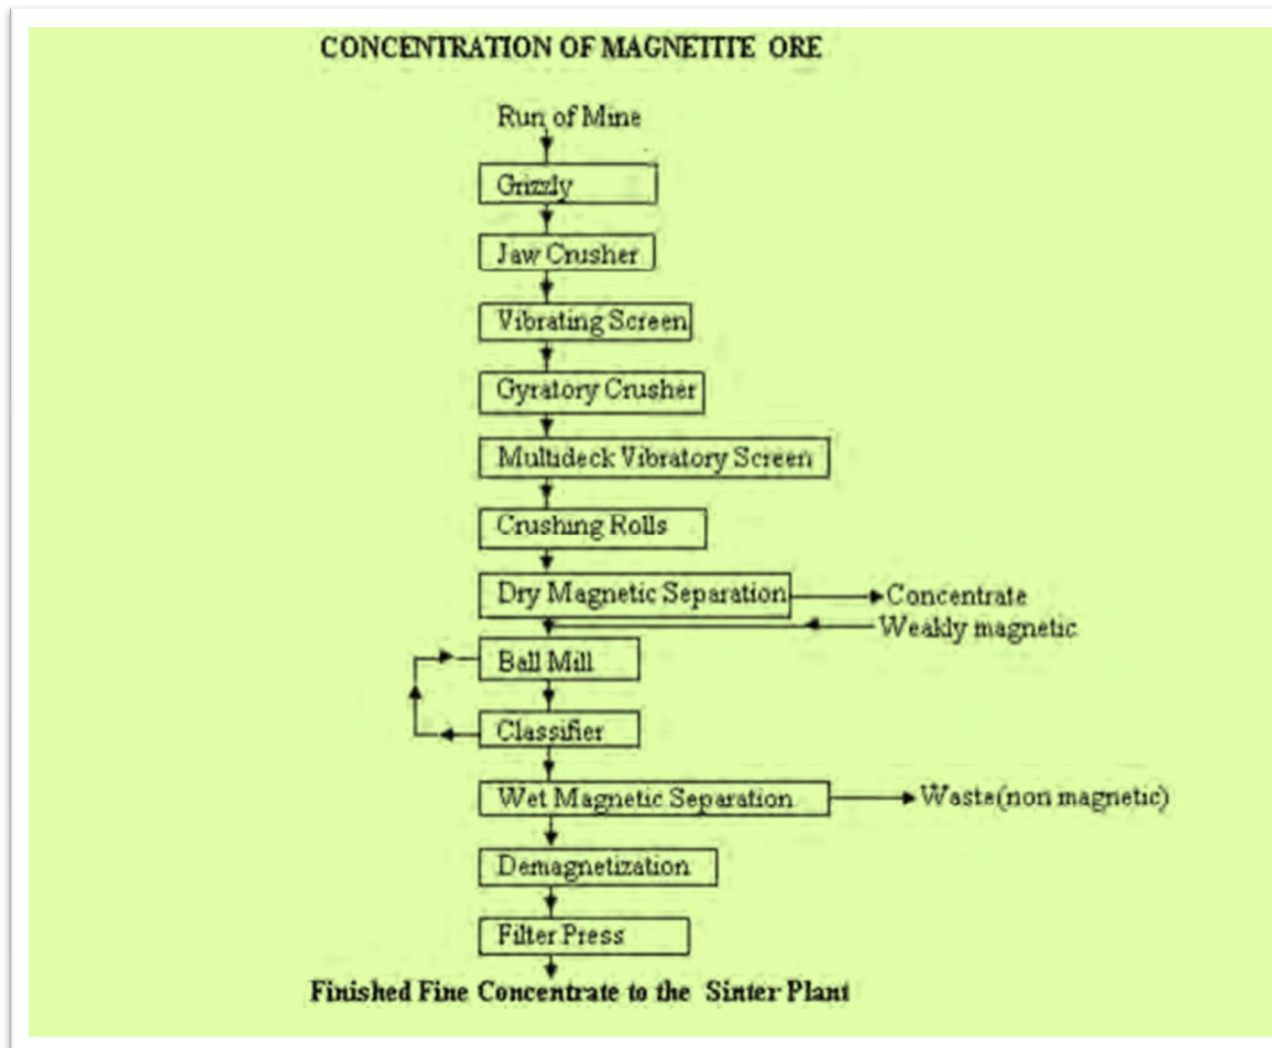 CONCENTRATION OF MAGNETITE ORE
Run of Mine
Grizzly
Jaw Crusher
Vibrating Screen
Gyratory Crusher
Multideck Vibratory Screen
Crushing Rolls
Dry Magnetic Separation
Concentrate
Weakly magnetic
Ball Mill
Classifier
Wet Magnetic Separation
Waste(non magnetic)
Demagnetization
Filter Press
Finished Fine Concentrate to the Sinter Plant